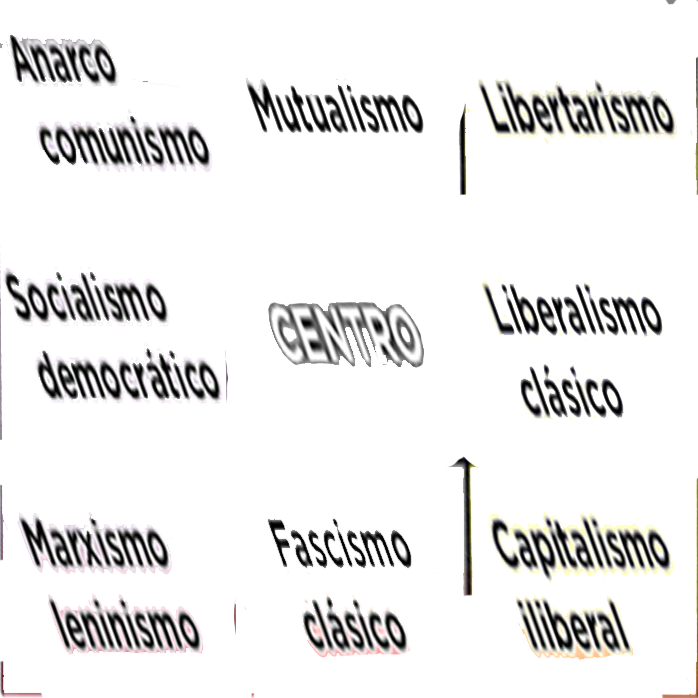 Anarco
comunismo
Mutualismo
Libertarismo
Socialismo
democrático
CENTRO
Liberalismo
clásico
Marxismo
leninismo
Fascismo
clásico
Capitalismo
iliberal